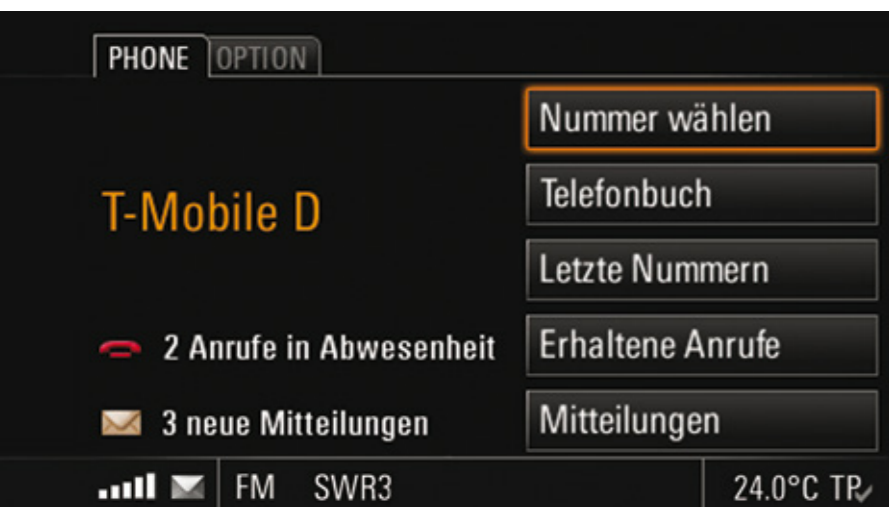 PHONE OPTION
Nummer wählen
T-Mobile D
Telefonbuch
Letzte Nummern
2 Anrufe in Abwesenheit
Erhaltene Anrufe
3 neue Mitteilungen
Mitteilungen
FM SWR3 24.0°C TP